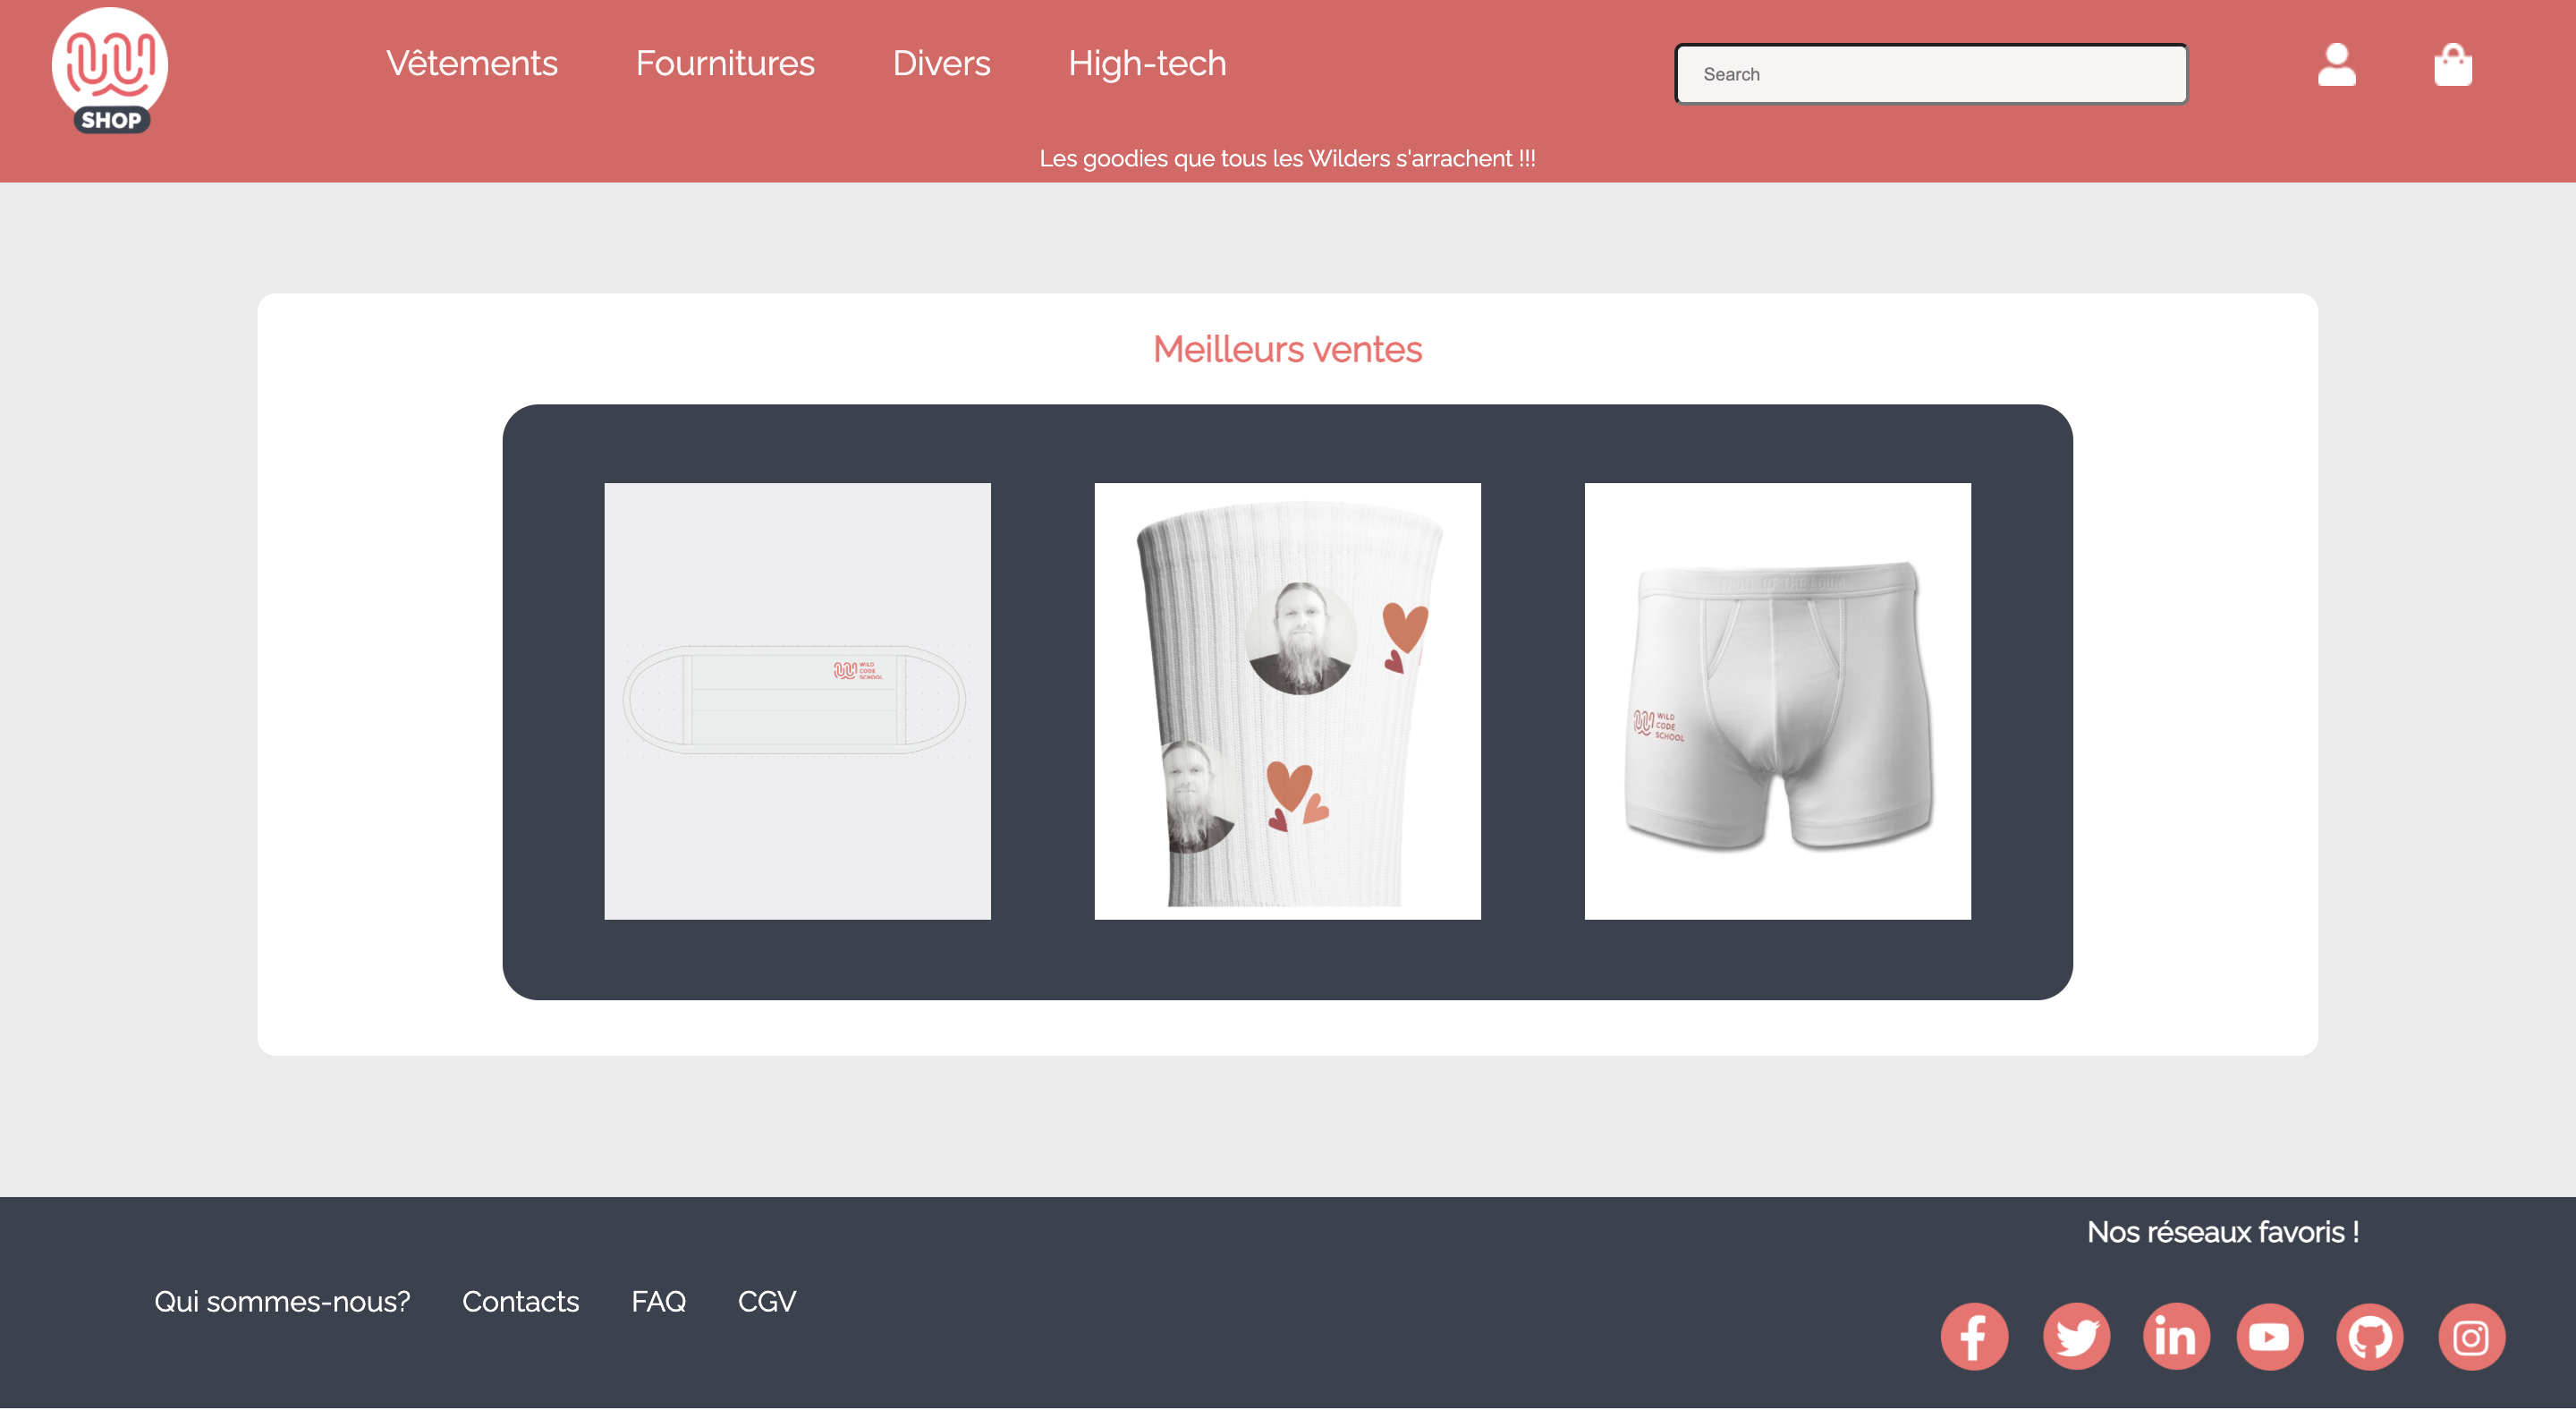 SHOP
Vêtements
Fournitures
Divers
High-tech
Search
Les goodies que tous les Wilders s'arrachent !!!
Meilleurs ventes
WILD
CODE
SCHOOL
WILD
CODE
SCHOOL
Nos réseaux favoris !
Qui sommes-nous?
Contacts
FAQ
CGV